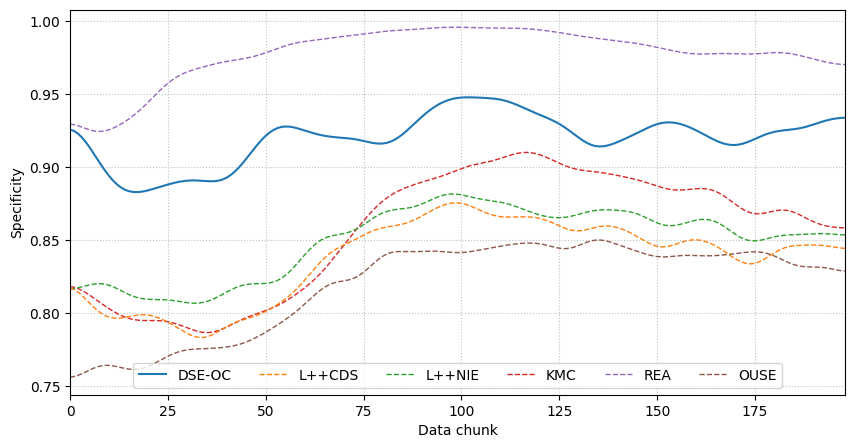 1.00
0.95
0.90
0.85
0.80
0.75
Specificity
DSE-OC L++CDS L++NIE KMC REA OUSE
0 25 50 75 100 125 150 175
Data chunk